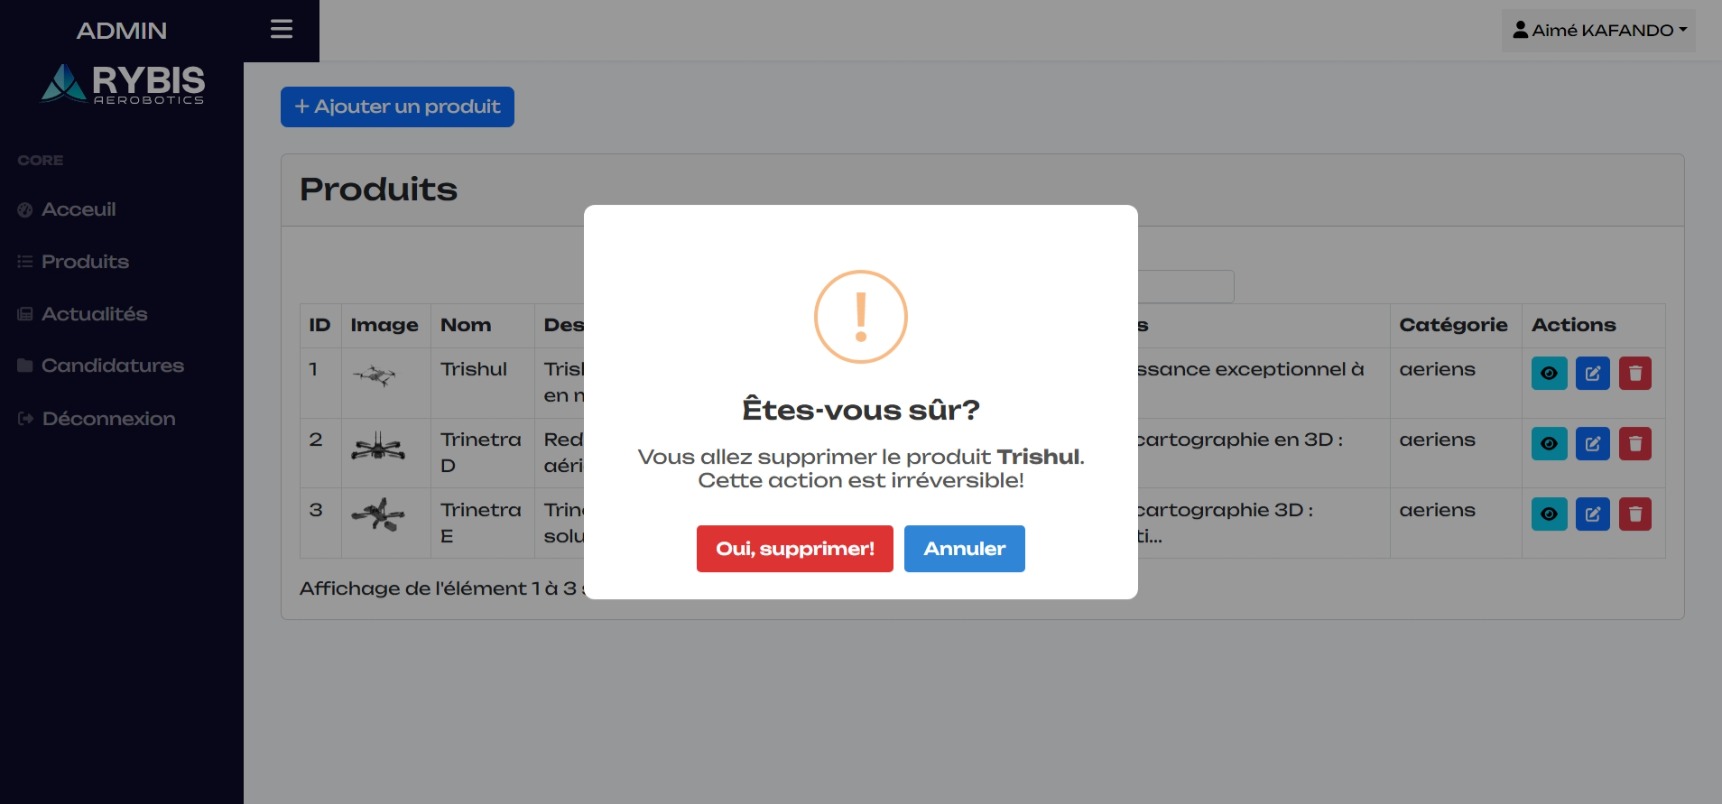 ADMIN
Aimé KAFANDO
RYBIS
AEROBOTICS
+ Ajouter un produit
CORE
Produits
Acceuil
Produits
Actualités
Candidatures
Déconnexion
ID Image Nom Des s Catégorie Actions
1 Trishul ssance exceptionnel à aeriens
en
2 Trinetra Red cartographie en 3D : aeriens
D aéri
3 Trinetra Trin cartographie 3D : aeriens
E solu ti...
Affichage de l'élément 1 à 3
!
Êtes-vous sûr?
Vous allez supprimer le produit Trishul.
Cette action est irréversible!
Oui, supprimer! Annuler